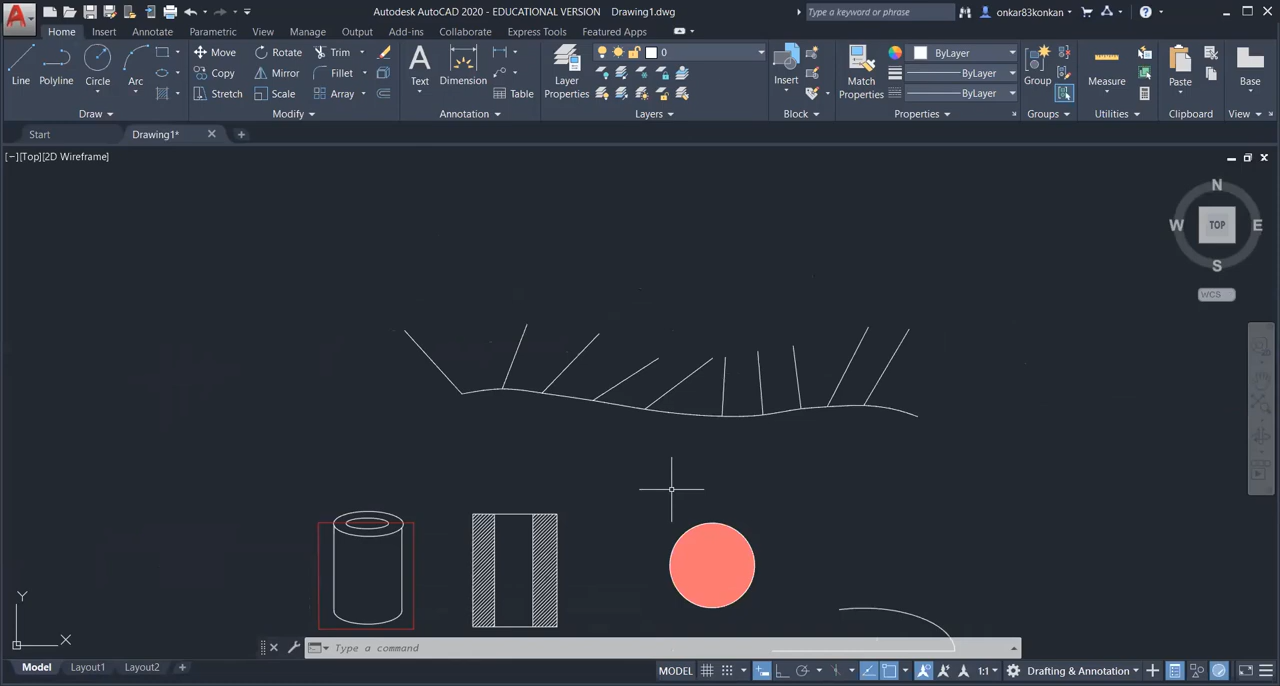 Autodesk AutoCAD 2020 - EDUCATIONAL VERSION Drawing1.dwg
Type a keyword or phrase
onkar83konkan
Home Insert Annotate Parametric View Manage Output Add-ins Collaborate Express Tools Featured Apps
Line Polyline Circle Arc
Move Rotate Trim
Copy Mirror Fillet
Stretch Scale Array
Text Dimension
Table
Layer Properties
0
Insert
Match Properties
ByLayer
ByLayer
ByLayer
Group
Measure
Paste
Base
Draw Modify Annotation Layers Block Properties Groups Utilities Clipboard View
Start Drawing1*
[−][Top][2D Wireframe]
N
W TOP E
S
WCS
Y
X
Type a command
Model Layout1 Layout2
MODEL 1:1 Drafting & Annotation